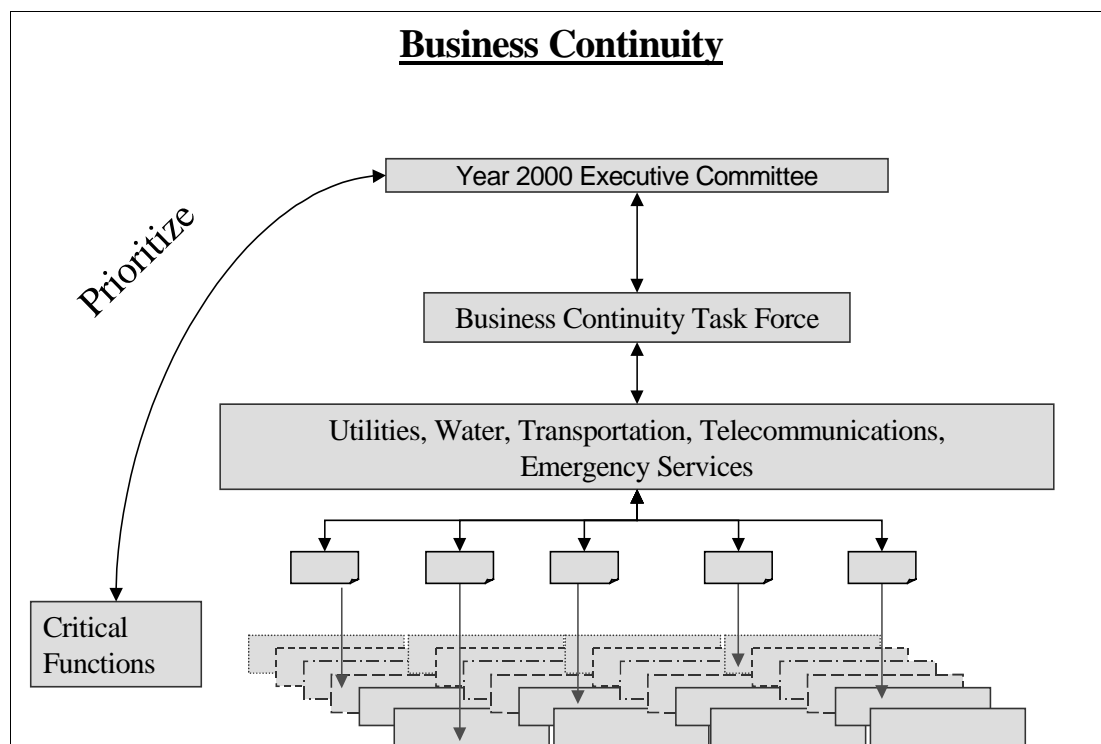 Business Continuity
Year 2000 Executive Committee
Prioritize
Business Continuity Task Force
Utilities, Water, Transportation, Telecommunications,
Emergency Services
Critical
Functions